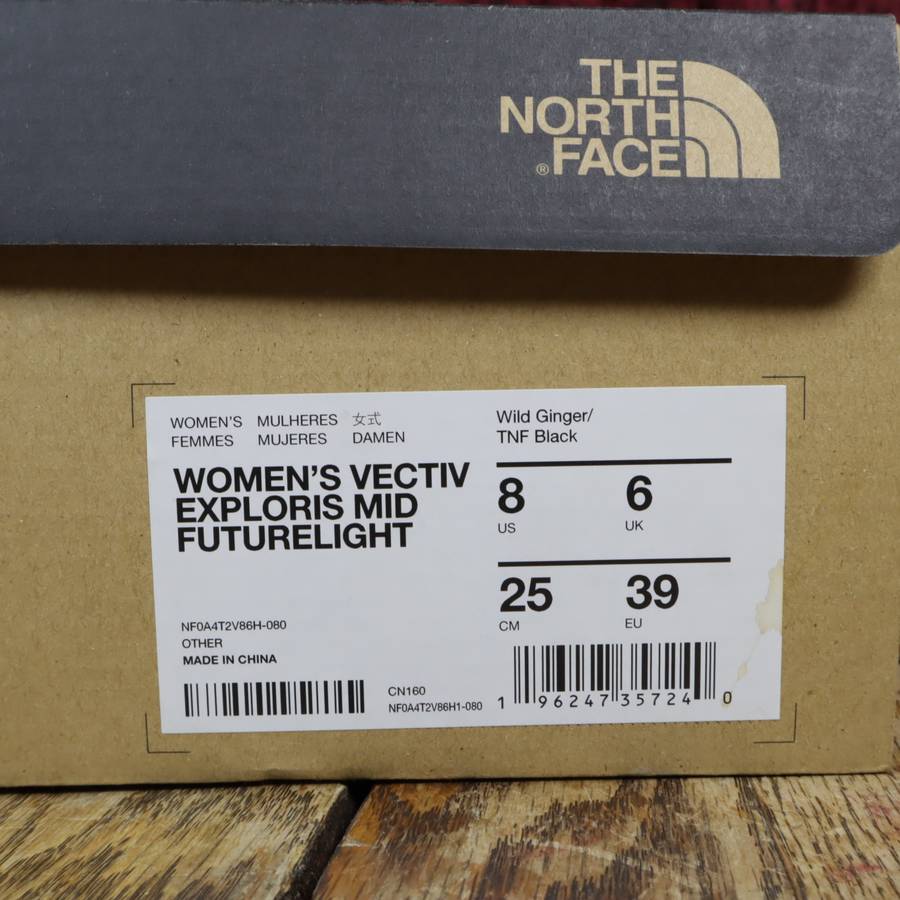 THE
NORTH
® FACE
WOMEN'S MULHERES 女式
FEMMES MUJERES DAMEN
WOMEN'S VECTIV
EXPLORIS MID
FUTURELIGHT
NF0A4T2V86H-080
OTHER
MADE IN CHINA
CN160
NF0A4T2V86H1-080
Wild Ginger/
TNF Black
8 6
US UK
25 39
CM EU
1 96247 35724 0